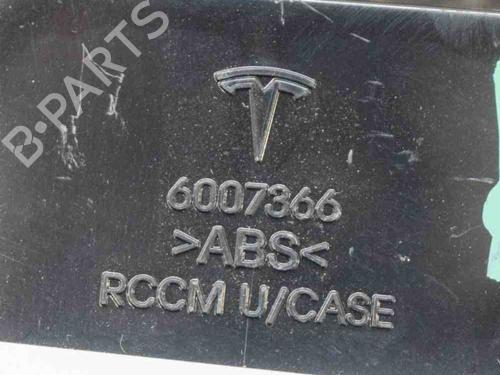 B-PARTS
6007366
>ABS<
RCCM U/CASE